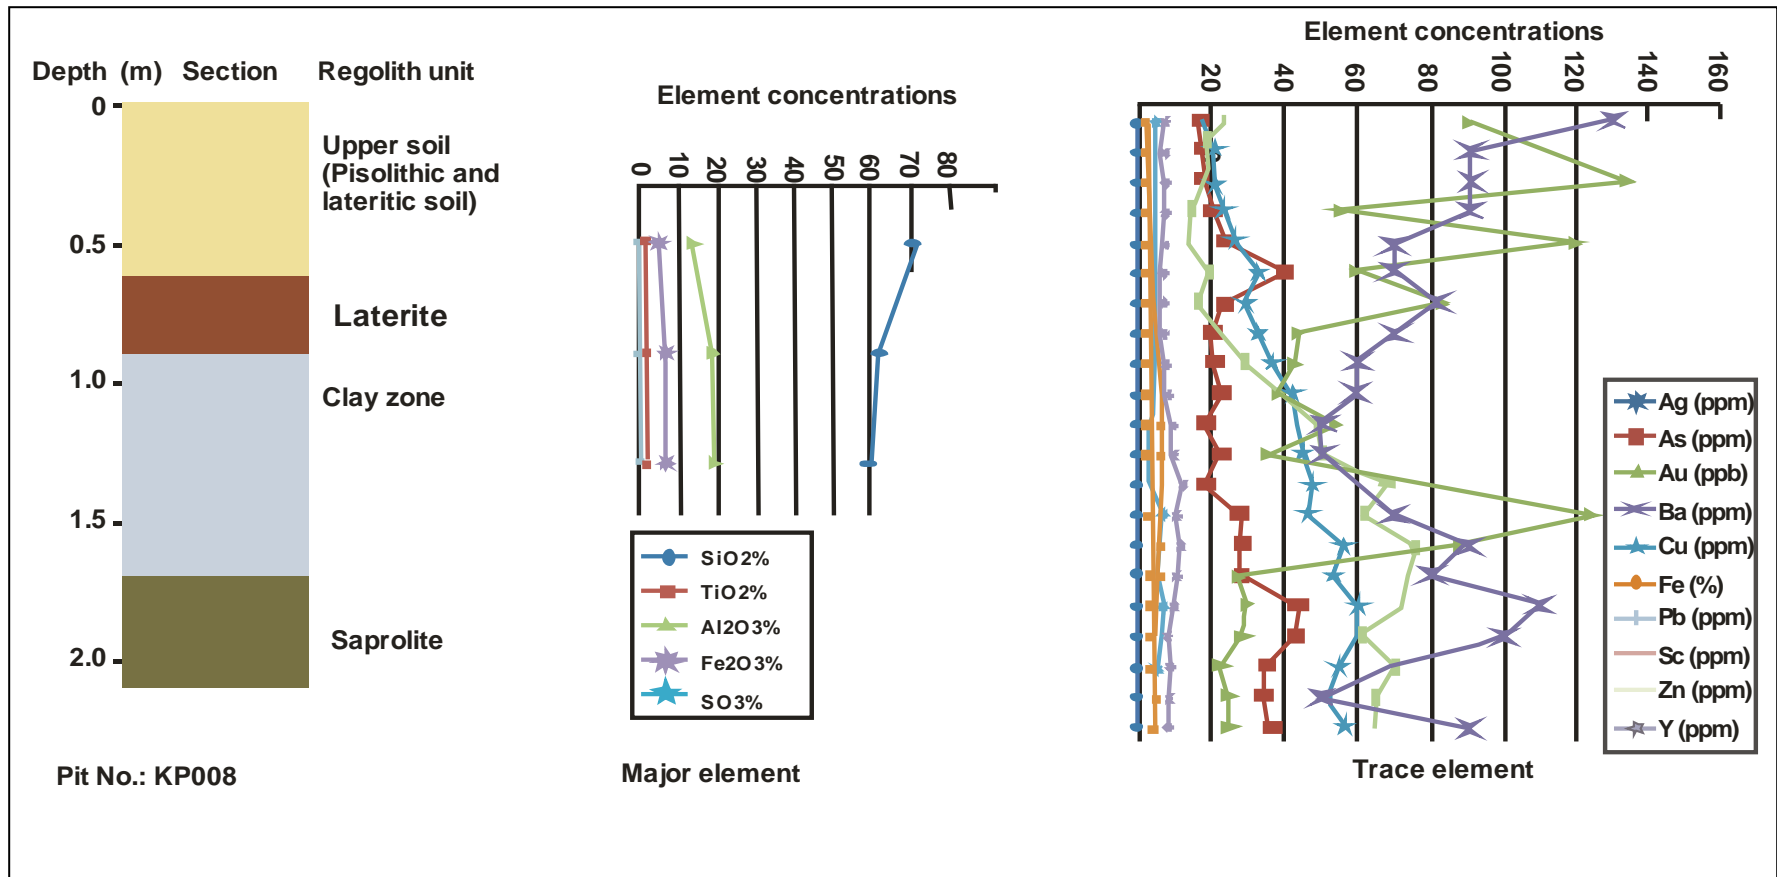 Depth (m) Section Regolith unit
0
0.5
1.0
1.5
2.0
Upper soil
(Pisolithic and
lateritic soil)
Laterite
Clay zone
Saprolite
Pit No.: KP008
Element concentrations
0 10 20 30 40 50 60 70 80
SiO2%
TiO2%
Al2O3%
Fe2O3%
SO3%
Major element
Element concentrations
20 40 60 80 100 120 140 160
Ag (ppm)
As (ppm)
Au (ppb)
Ba (ppm)
Cu (ppm)
Fe (%)
Pb (ppm)
Sc (ppm)
Zn (ppm)
Y (ppm)
Trace element